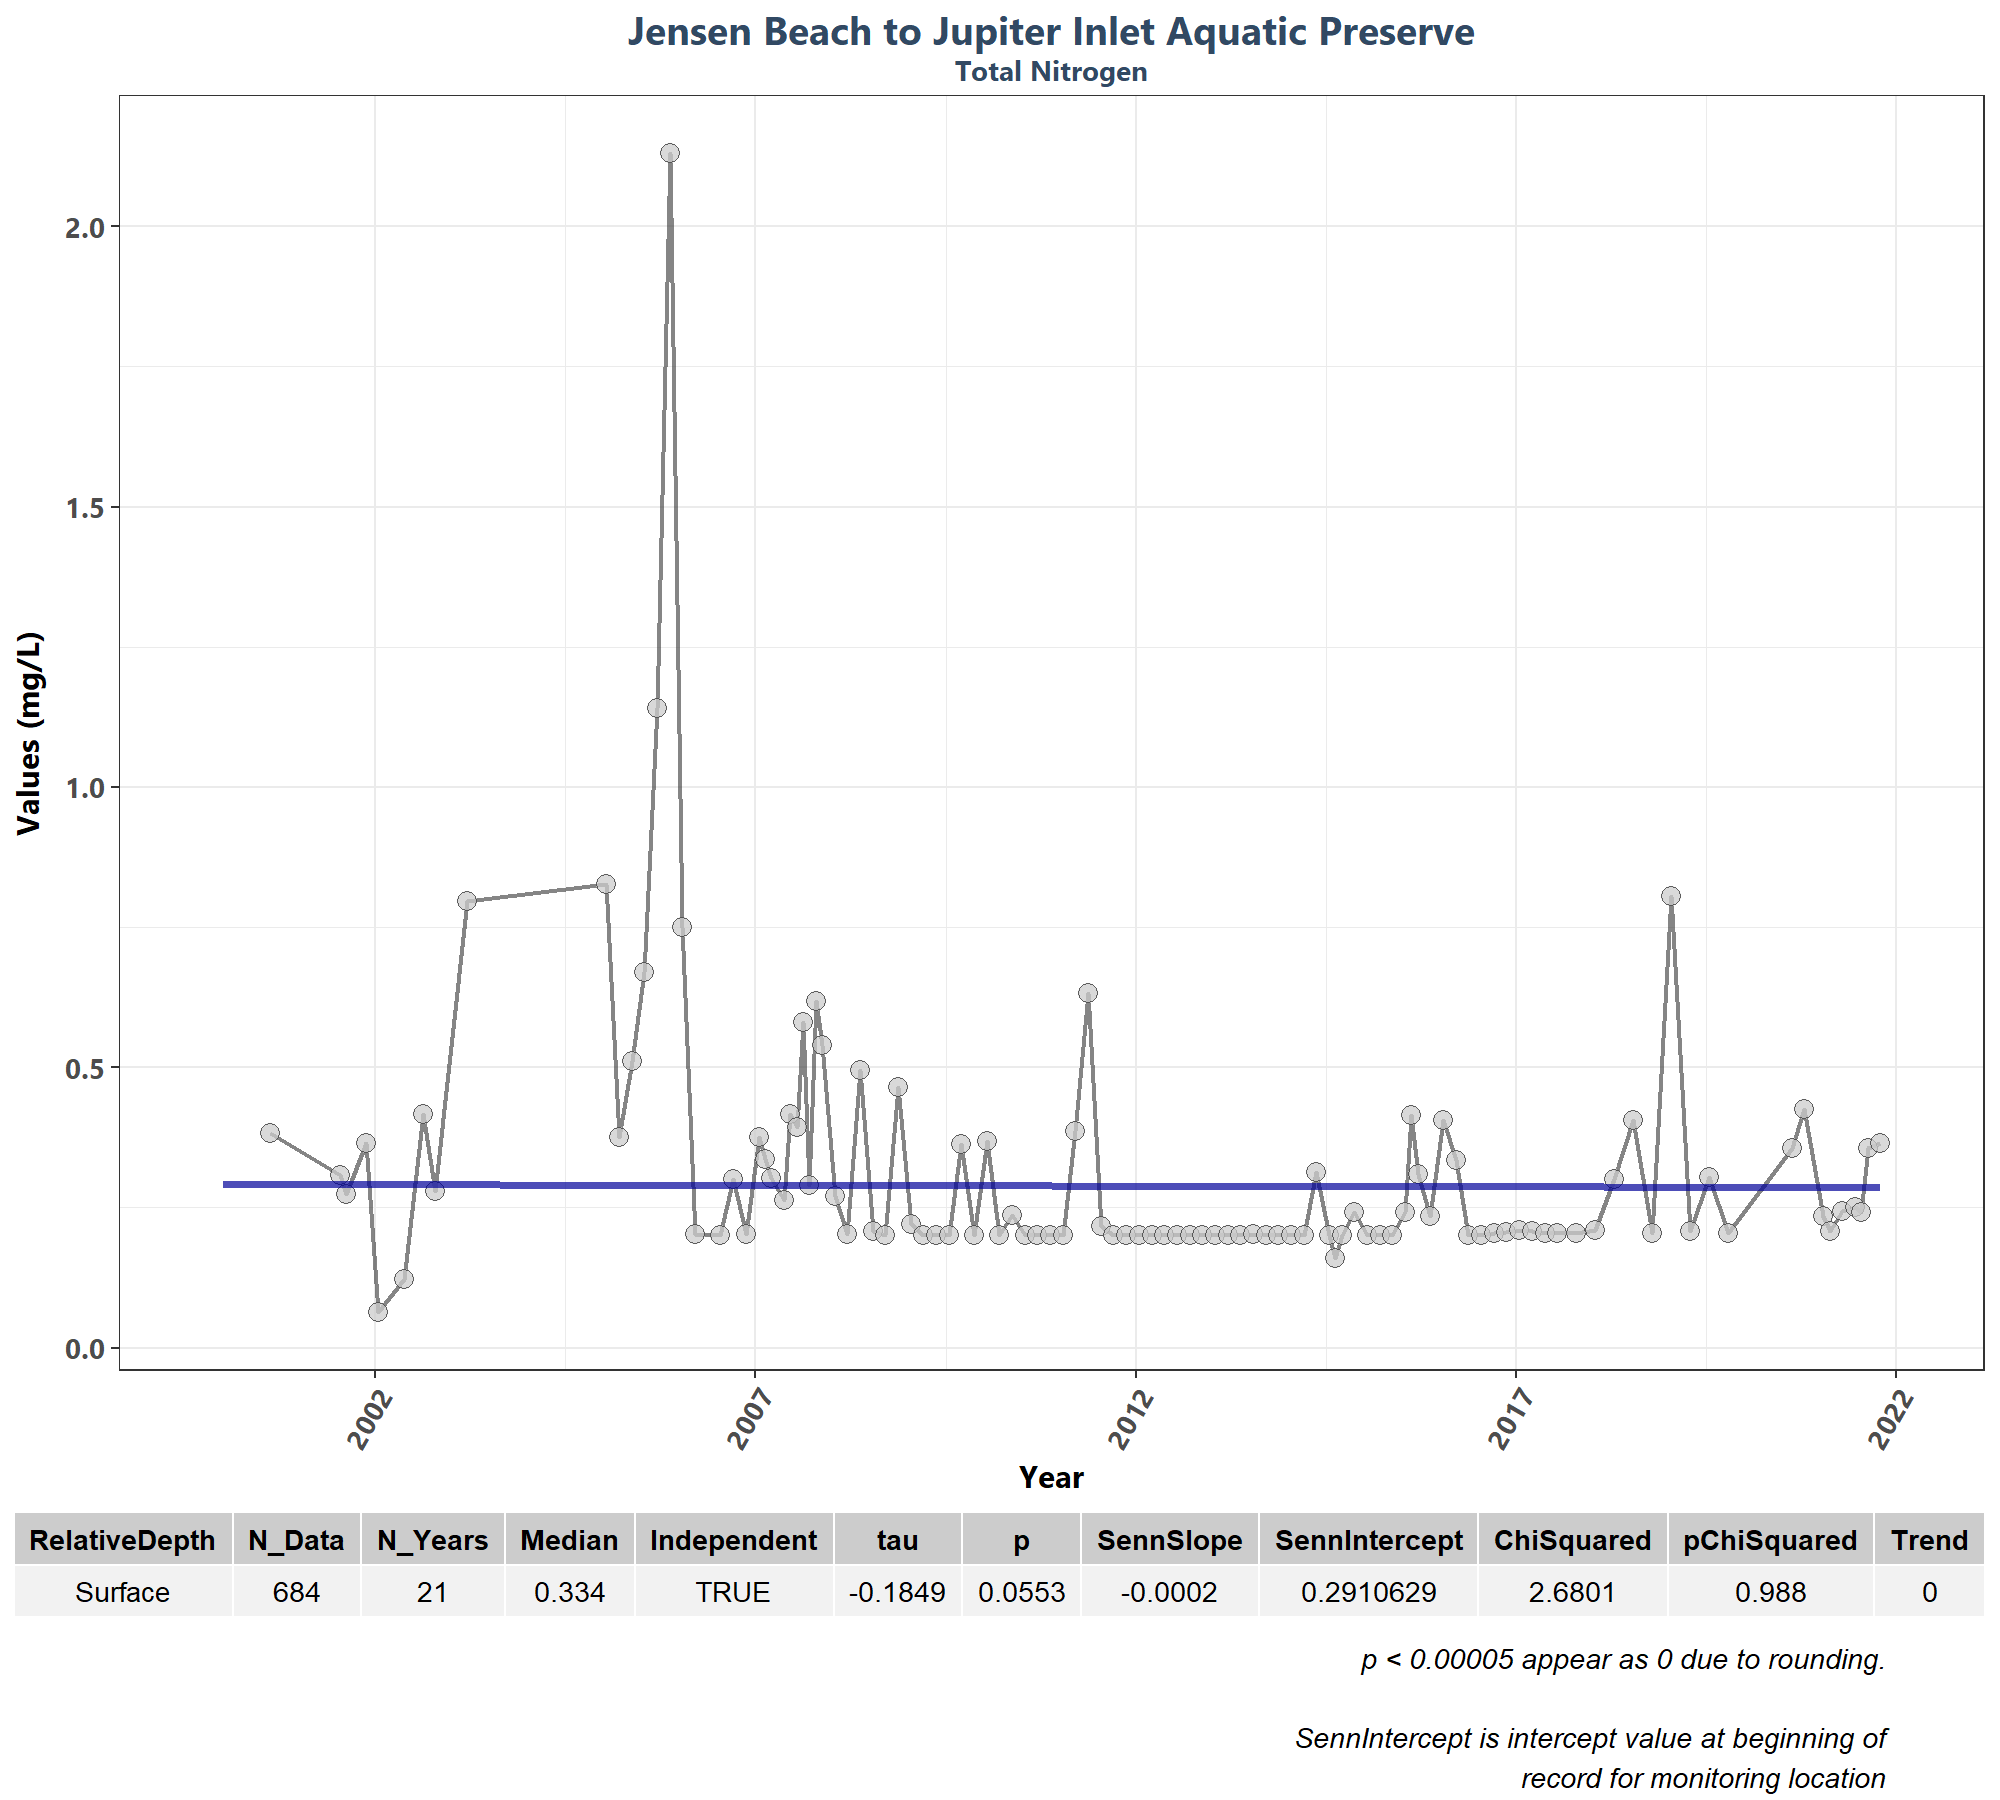 Jensen Beach to Jupiter Inlet Aquatic Preserve
Total Nitrogen
Values (mg/L)
2.0
1.5
1.0
0.5
0.0
2002 2007 2012 2017 2022
Year
RelativeDepth N_Data N_Years Median Independent tau p SennSlope SennIntercept ChiSquared pChiSquared Trend
Surface 684 21 0.334 TRUE -0.1849 0.0553 -0.0002 0.2910629 2.6801 0.988 0
p < 0.00005 appear as 0 due to rounding.
SennIntercept is intercept value at beginning of
record for monitoring location